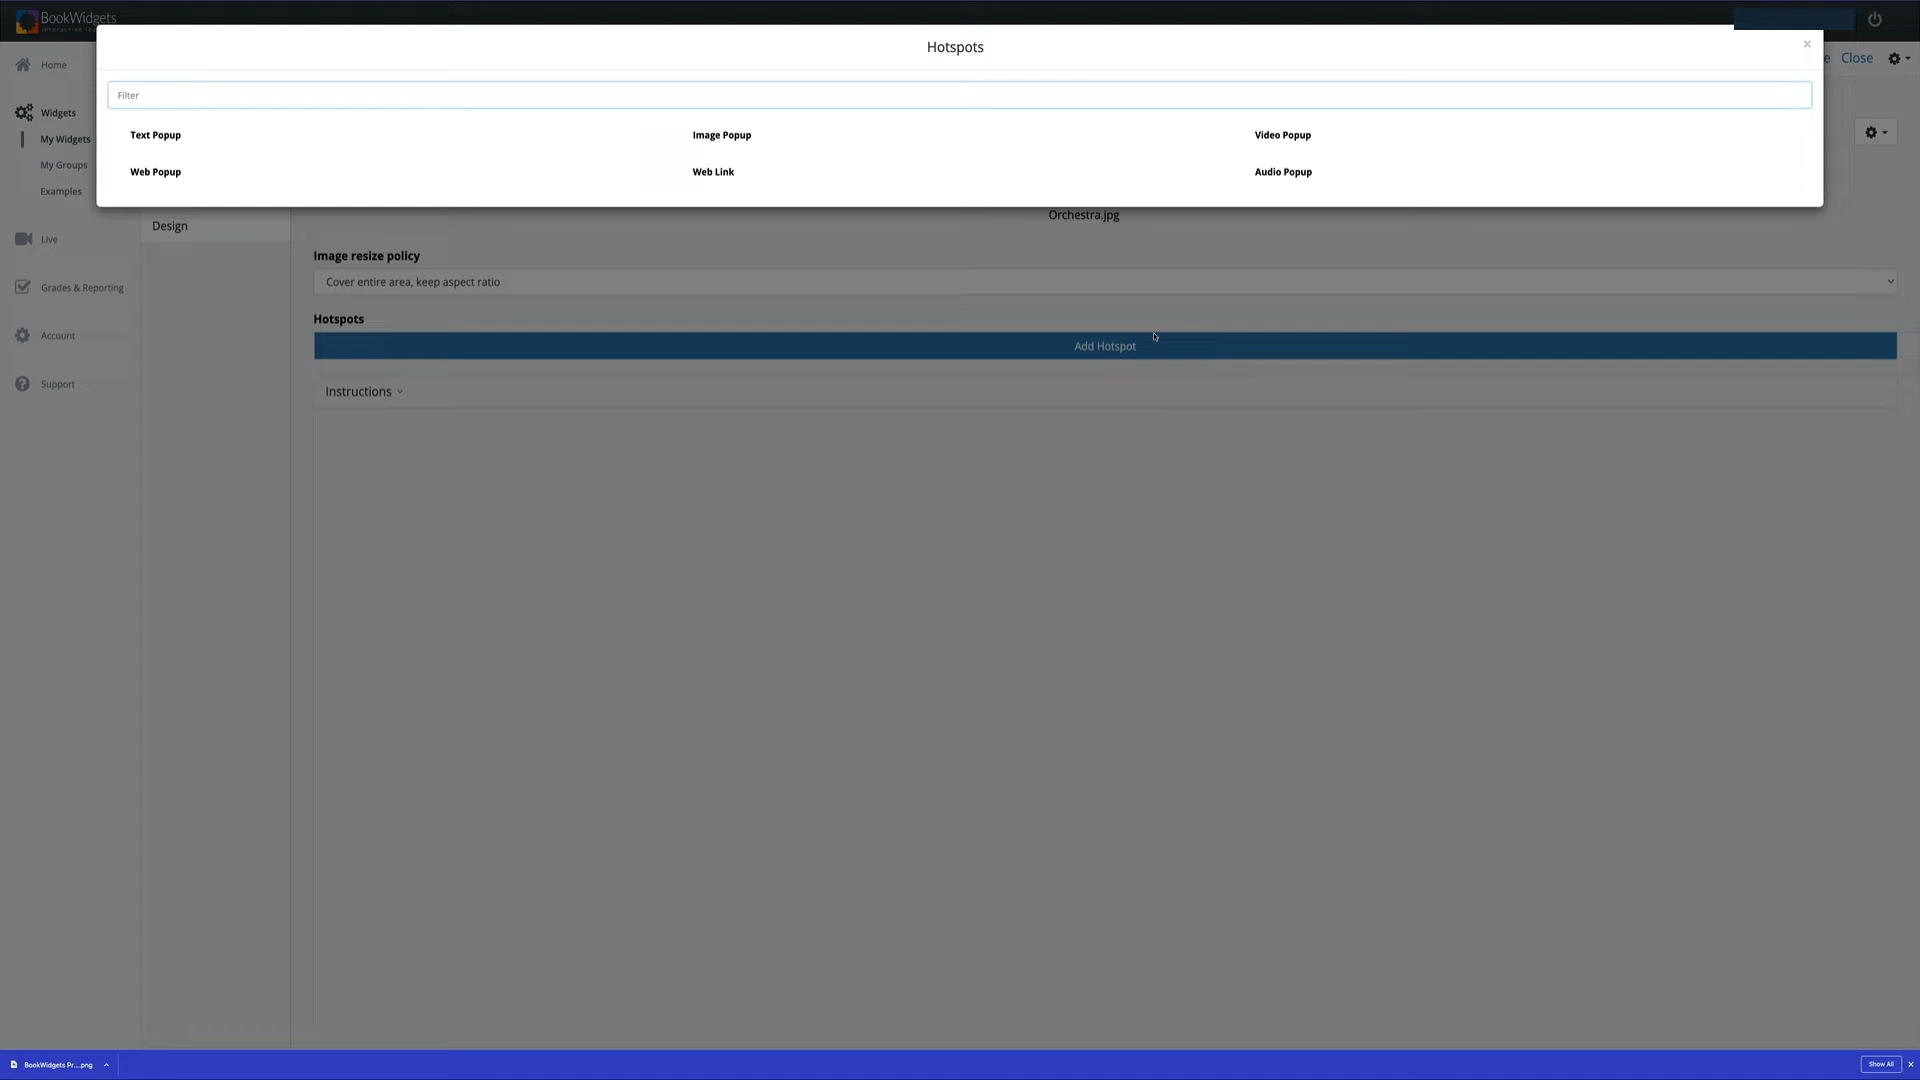 BookWidgets
Hotspots
×
Home
e
Close
Filter
Widgets
Text Popup
Image Popup
Video Popup
My Widgets
My Groups
Web Popup
Web Link
Audio Popup
Examples
Orchestra.jpg
Design
Live
Image resize policy
Cover entire area, keep aspect ratio
Grades & Reporting
Hotspots
Account
Add Hotspot
Support
Instructions
BookWidgets Pr....png
Show All